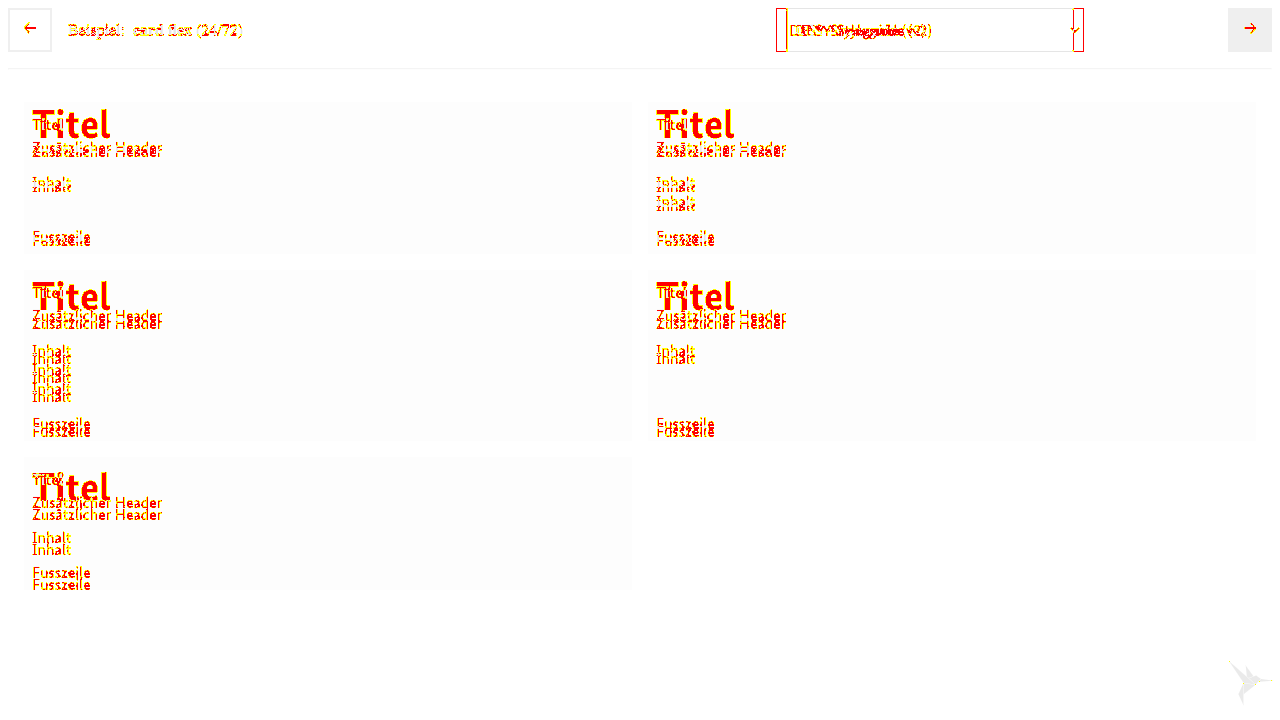 Beispiel: card flex (24/72)
Titel
Titel
Zusätzlicher Header
Zusätzlicher Header
Inhalt
Inhalt
Fusszeile
Fusszeile
Titel
Titel
Zusätzlicher Header
Zusätzlicher Header
Inhalt
Inhalt
Inhalt
Inhalt
Fusszeile
Fusszeile
Titel
Titel
Zusätzlicher Header
Zusätzlicher Header
Inhalt
Inhalt
Inhalt
Inhalt
Inhalt
Inhalt
Fusszeile
Fusszeile
Titel
Titel
Zusätzlicher Header
Zusätzlicher Header
Inhalt
Inhalt
Fusszeile
Fusszeile
Titel
Titel
Zusätzlicher Header
Zusätzlicher Header
Inhalt
Inhalt
Fusszeile
Fusszeile